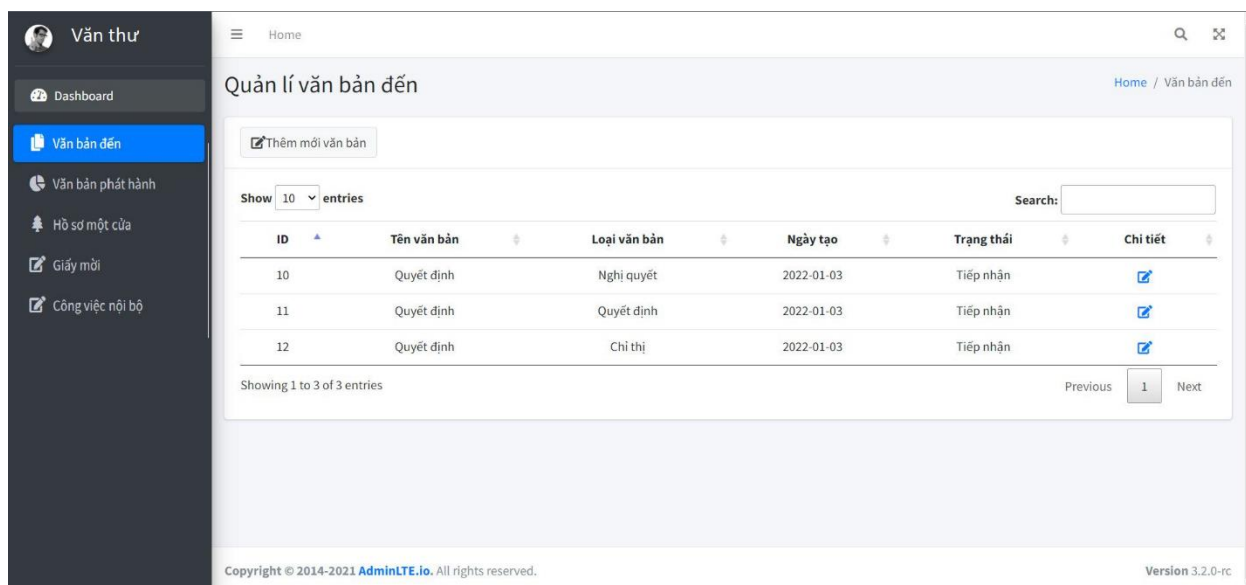 Văn thư
Home
Dashboard
Quản lí văn bản đến
Home / Văn bản đến
Văn bản đến
Văn bản phát hành
Hồ sơ một cửa
Giấy mời
Công việc nội bộ
Thêm mới văn bản
Show 10 entries
Search:
ID Tên văn bản Loại văn bản Ngày tạo Trạng thái Chi tiết
10 Quyết định Nghị quyết 2022-01-03 Tiếp nhận
11 Quyết định Quyết định 2022-01-03 Tiếp nhận
12 Quyết định Chỉ thị 2022-01-03 Tiếp nhận
Showing 1 to 3 of 3 entries
Previous 1 Next
Copyright © 2014-2021 AdminLTE.io. All rights reserved.
Version 3.2.0-rc